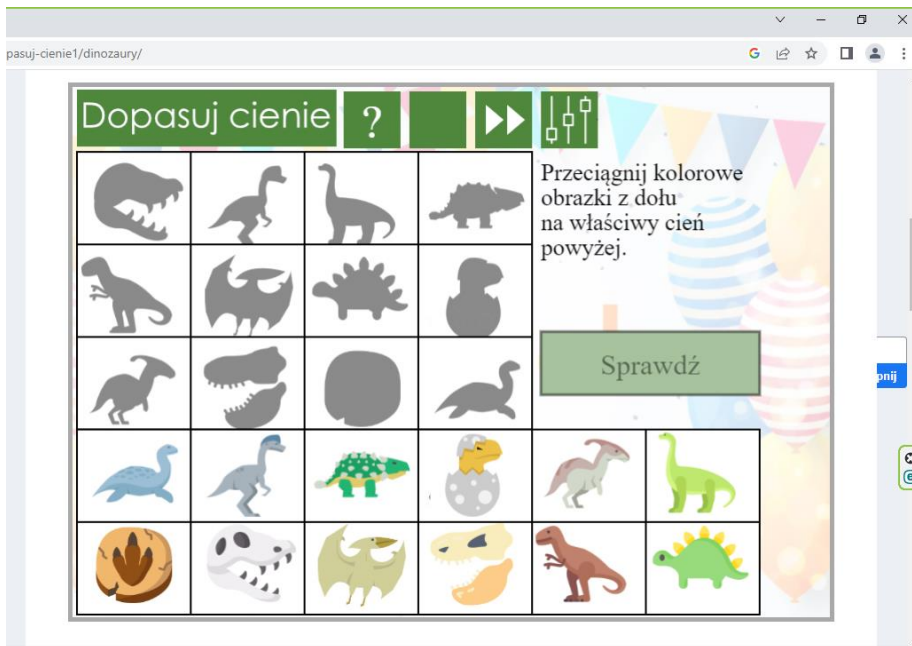 pasuj-cienie1/dinozaury/
Dopasuj cienie
?
Przeciągnij kolorowe
obrazki z dołu
na właściwy cień
powyżej.
Sprawdź
pnij